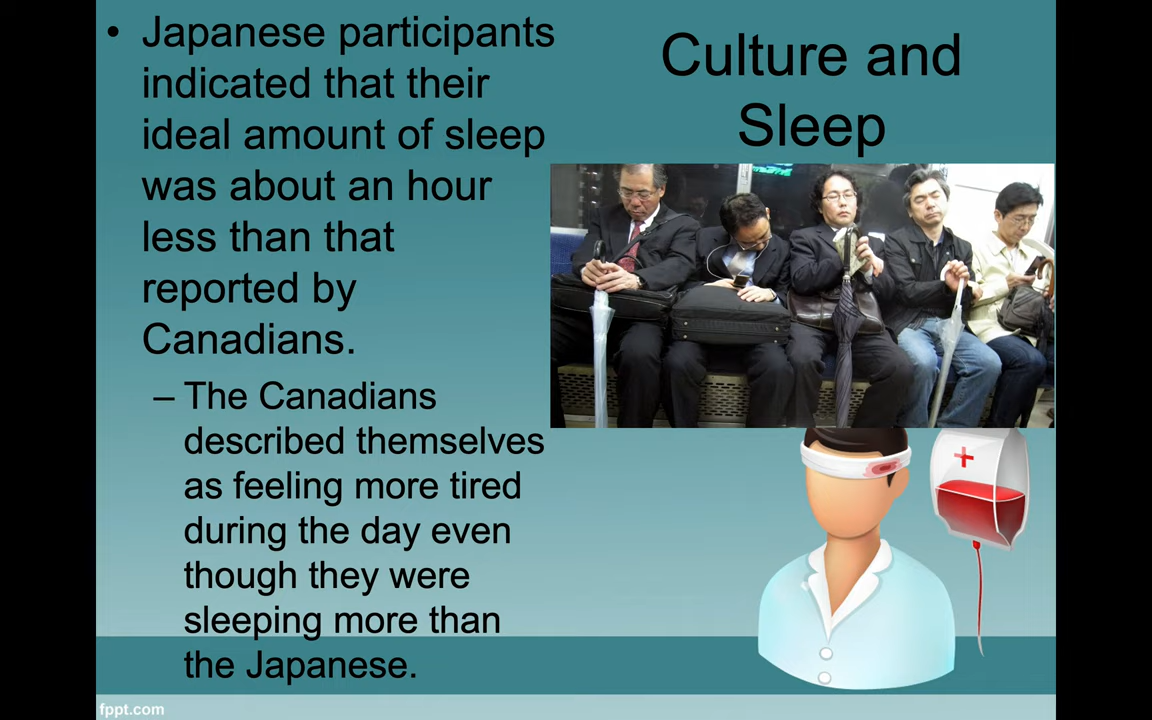 Culture and
Sleep
• Japanese participants
indicated that their
ideal amount of sleep
was about an hour
less than that
reported by
Canadians.
– The Canadians
described themselves
as feeling more tired
during the day even
though they were
sleeping more than
the Japanese.
fppt.com